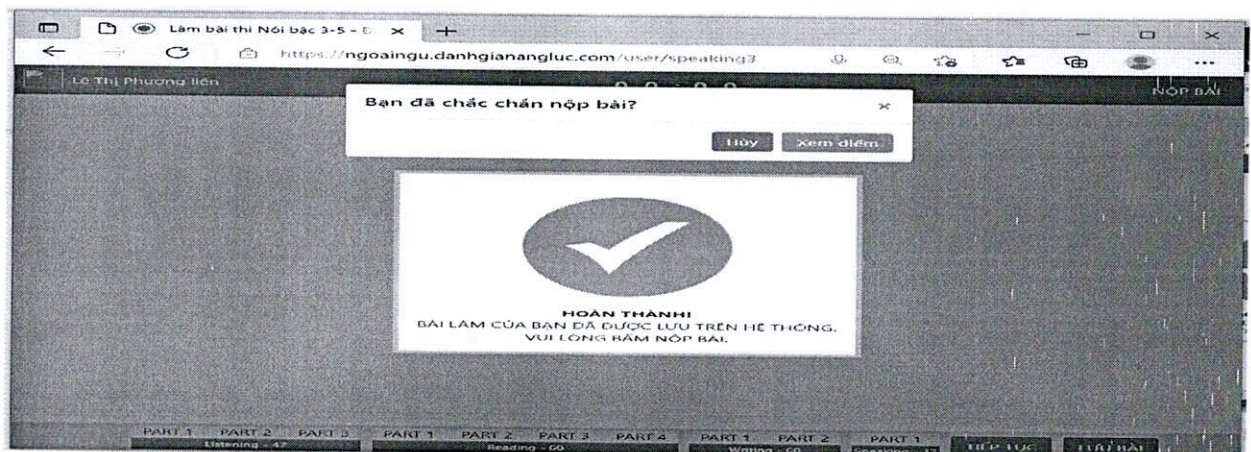 Làm bài thi Nói bậc 3-5 - Đ
https://ngoaingu.danhgianangluc.com/user/speaking3
Lê Thị Phương liên
NỘP BÀI
Bạn đã chắc chắn nộp bài?
Hủy Xem điểm
HOÀN THÀNH!
BÀI LÀM CỦA BẠN ĐÃ ĐƯỢC LƯU TRÊN HỆ THỐNG.
VUI LÒNG BẤM NỘP BÀI.
PART 1 PART 2 PART 3 PART 1 PART 2 PART 3 PART 4 PART 1 PART 2 PART 1 TIẾP TỤC LƯU BÀI
Listening - 47 Reading - 60 Writing - 60 Speaking - 12